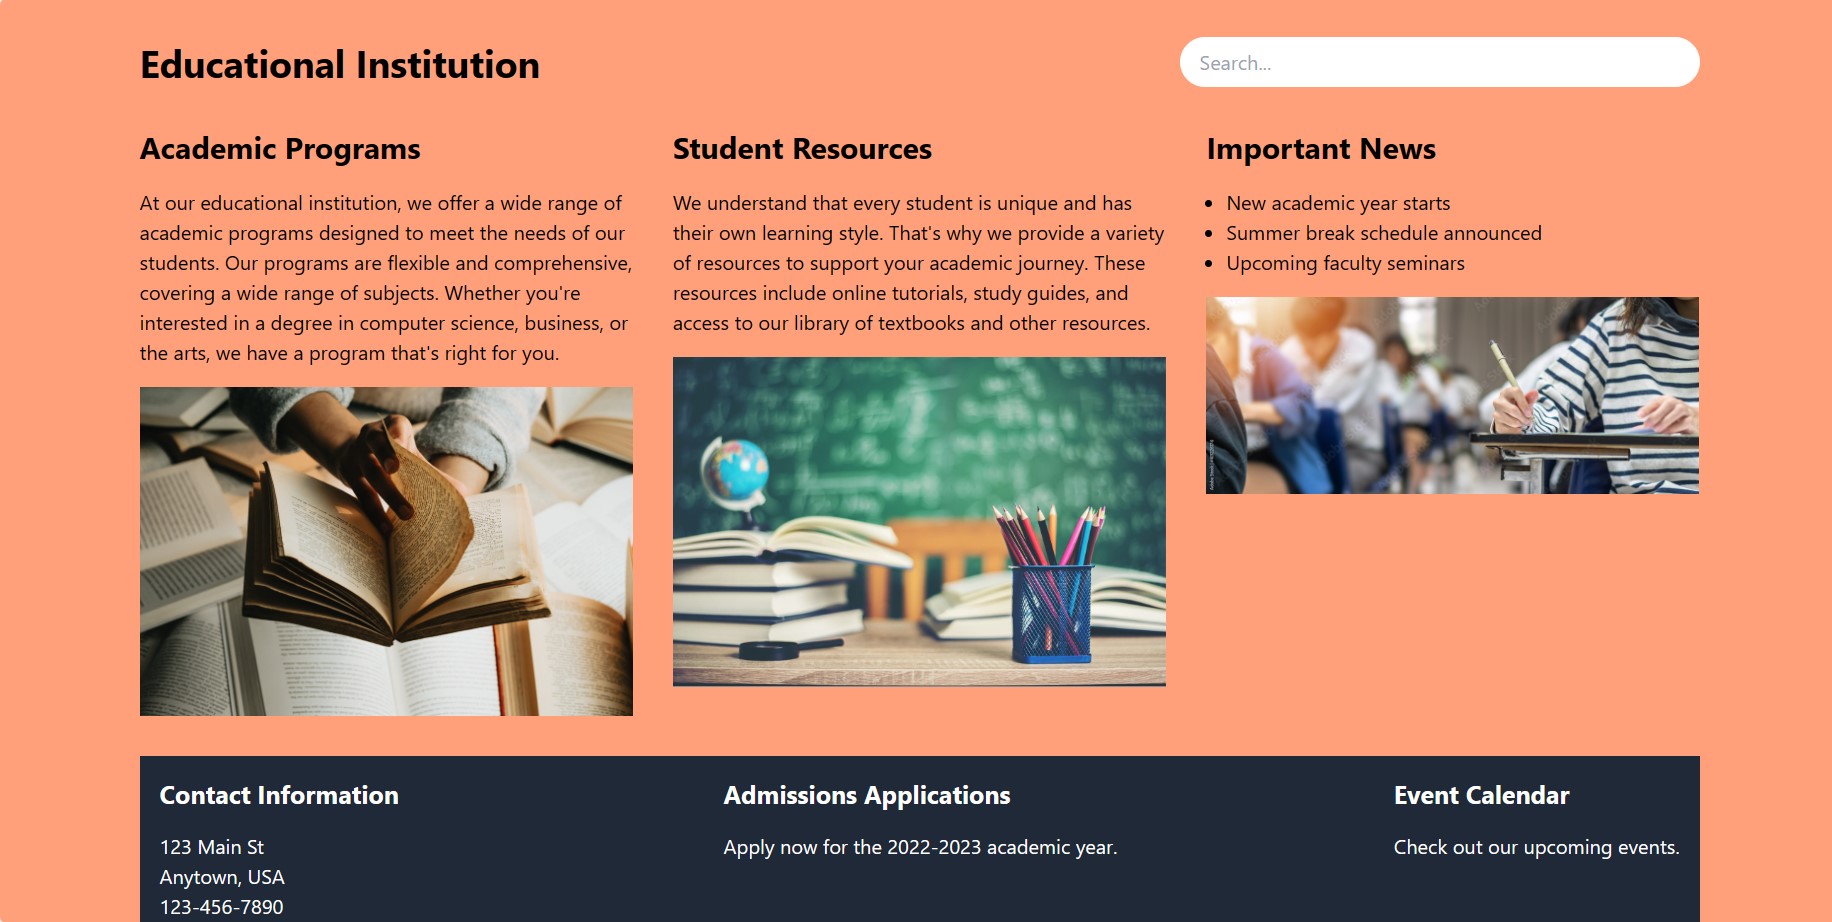 Educational Institution
Search...
Academic Programs
At our educational institution, we offer a wide range of
academic programs designed to meet the needs of our
students. Our programs are flexible and comprehensive,
covering a wide range of subjects. Whether you're
interested in a degree in computer science, business, or
the arts, we have a program that's right for you.
Student Resources
We understand that every student is unique and has
their own learning style. That's why we provide a variety
of resources to support your academic journey. These
resources include online tutorials, study guides, and
access to our library of textbooks and other resources.
Important News
New academic year starts
Summer break schedule announced
Upcoming faculty seminars
Contact Information
123 Main St
Anytown, USA
123-456-7890
Admissions Applications
Apply now for the 2022-2023 academic year.
Event Calendar
Check out our upcoming events.